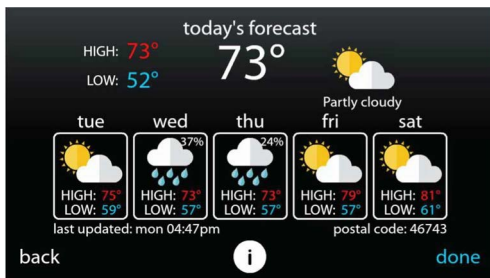 today's forecast
HIGH: 73°
73°
LOW: 52°
Partly cloudy
tue wed thu fri sat
37% 24%
HIGH: 75° HIGH: 73° HIGH: 73° HIGH: 79° HIGH: 81°
LOW: 59° LOW: 57° LOW: 57° LOW: 57° LOW: 61°
last updated: mon 04:47pm postal code: 46743
back i done